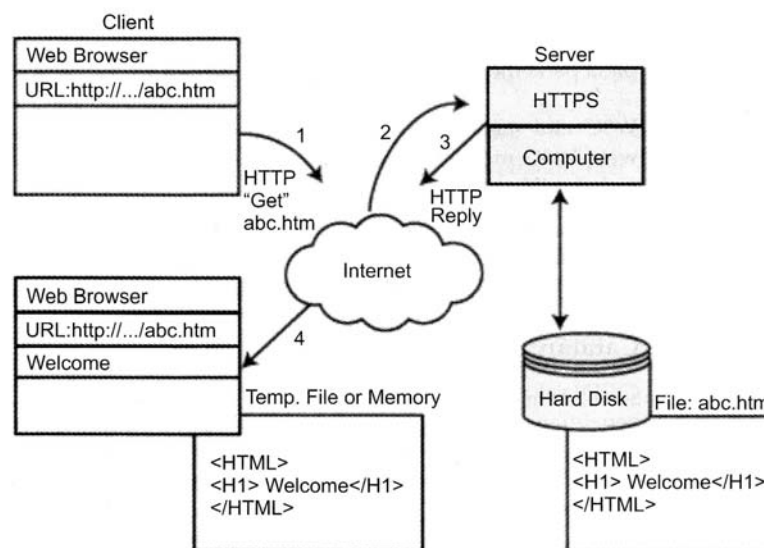 Client
Web Browser
URL:http://.../abc.htm
1
HTTP
“Get”
abc.htm
2
Server
HTTPS
Computer
3
HTTP
Reply
Internet
4
Web Browser
URL:http://.../abc.htm
Welcome
Temp. File or Memory
<HTML>
<H1> Welcome</H1>
</HTML>
Hard Disk
File: abc.htm
<HTML>
<H1> Welcome</H1>
</HTML>